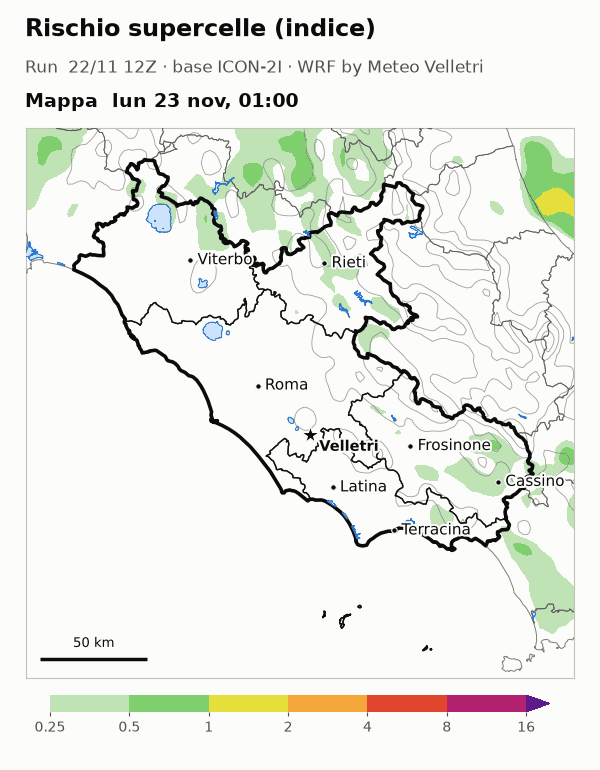 Rischio supercelle (indice)
Run  22/11 12Z · base ICON-2I · WRF by Meteo Velletri
Mappa  lun 23 nov, 01:00
Viterbo
Rieti
Roma
Velletri
Frosinone
Latina
Cassino
Terracina
50 km
0.25 0.5 1 2 4 8 16